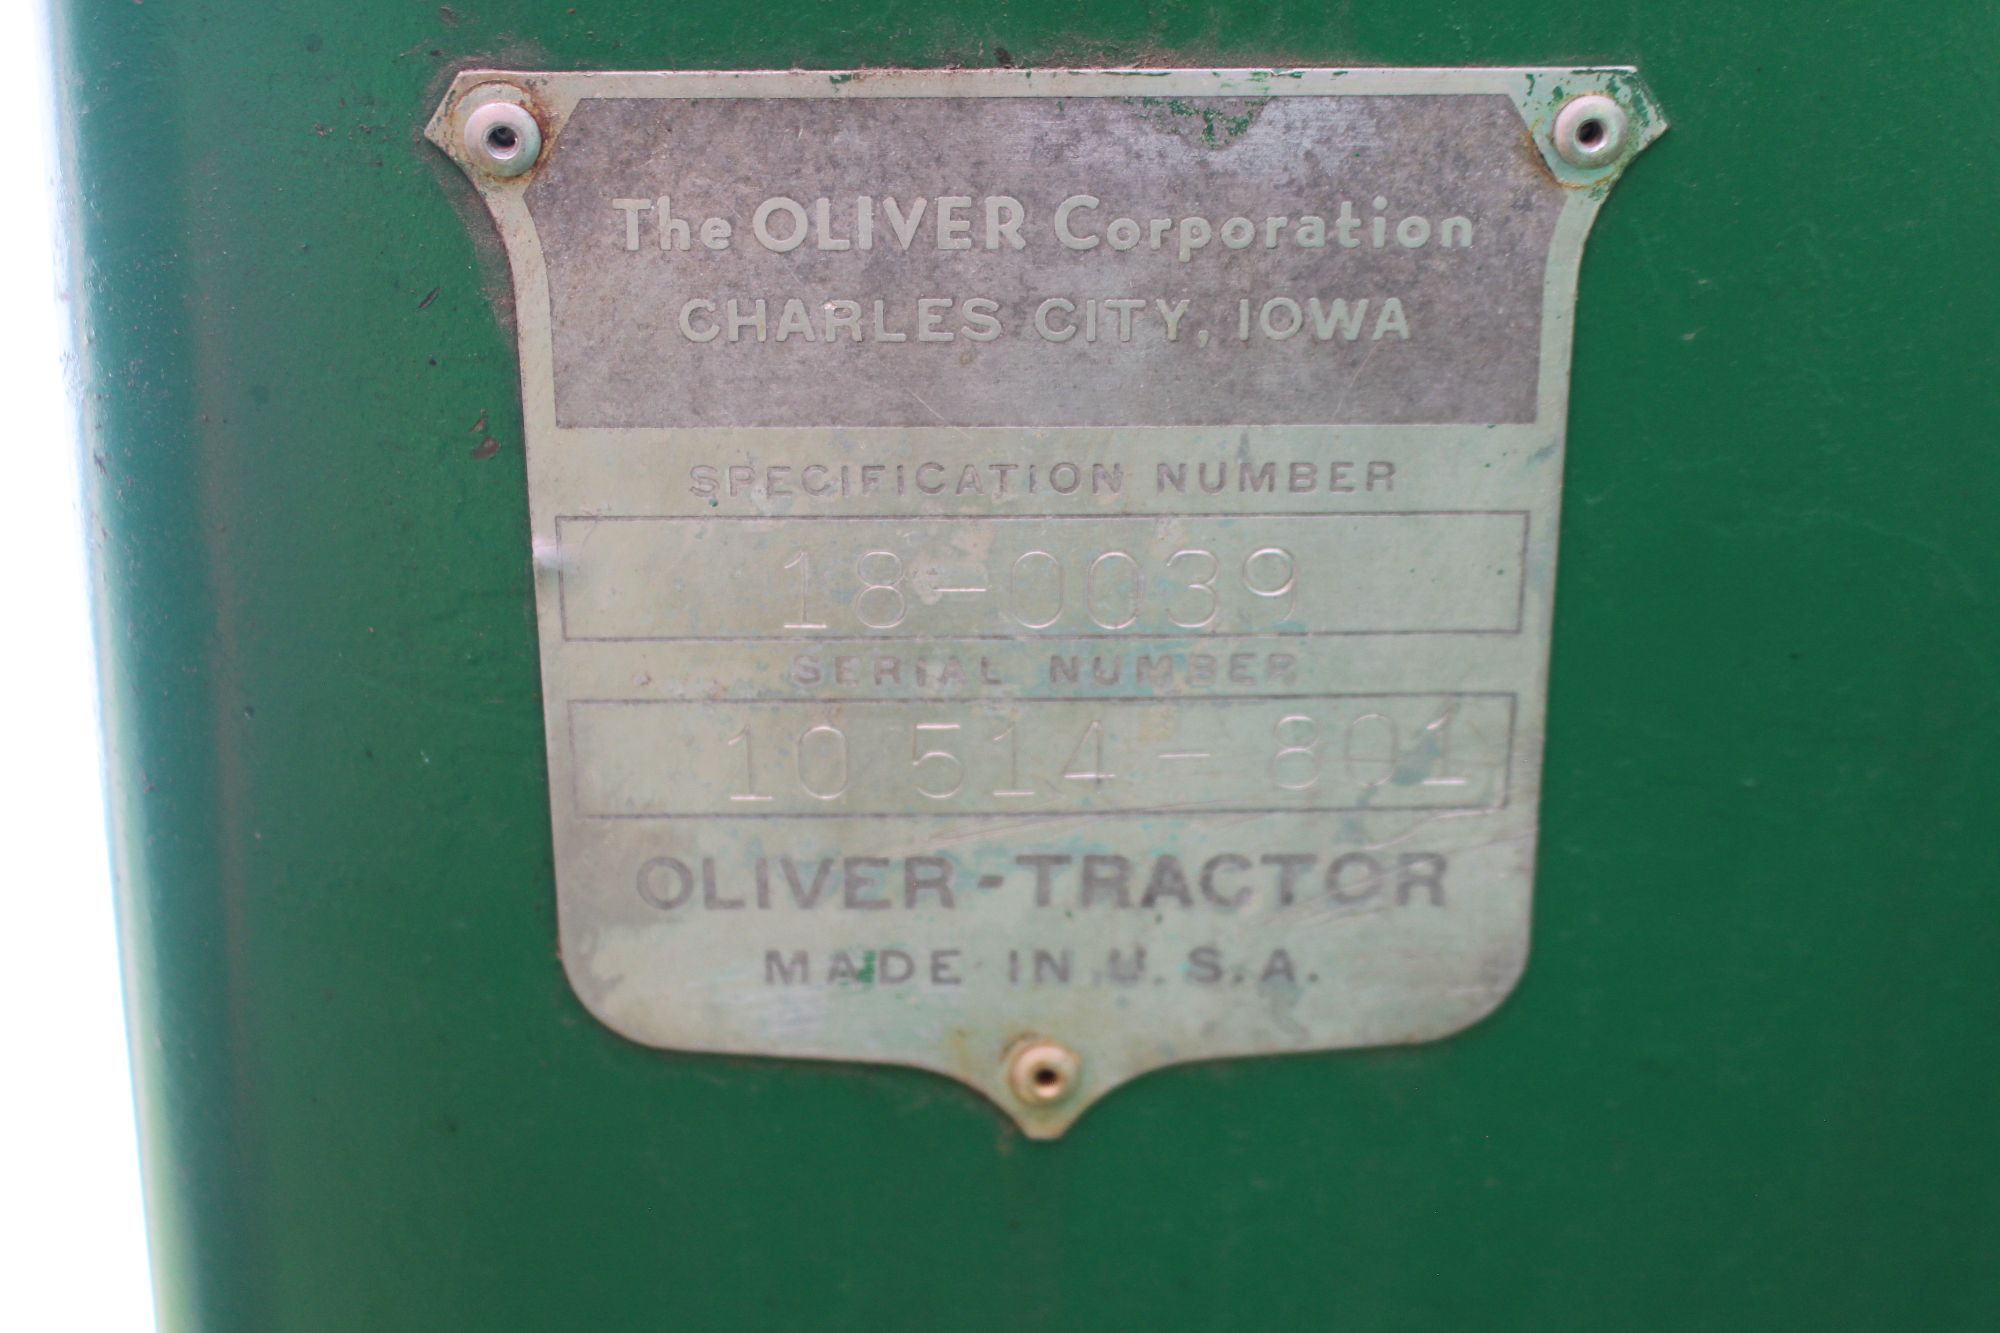 The OLIVER Corporation
CHARLES CITY, IOWA
SPECIFICATION NUMBER
18-0039
SERIAL NUMBER
10 514 - 801
OLIVER - TRACTOR
MADE IN U.S.A.